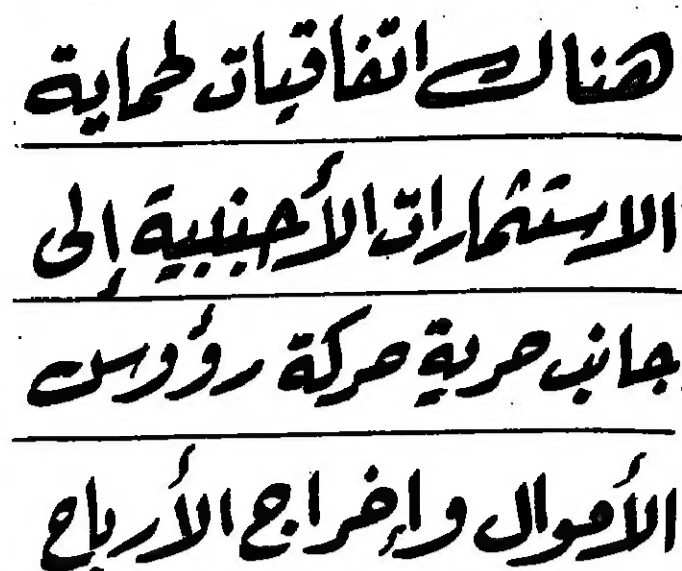 هناك اتفاقيات لحماية
الاستثمارات الأجنبية إلى
جانب حرية حركة رؤوس
الأموال وإخراج الأرباح